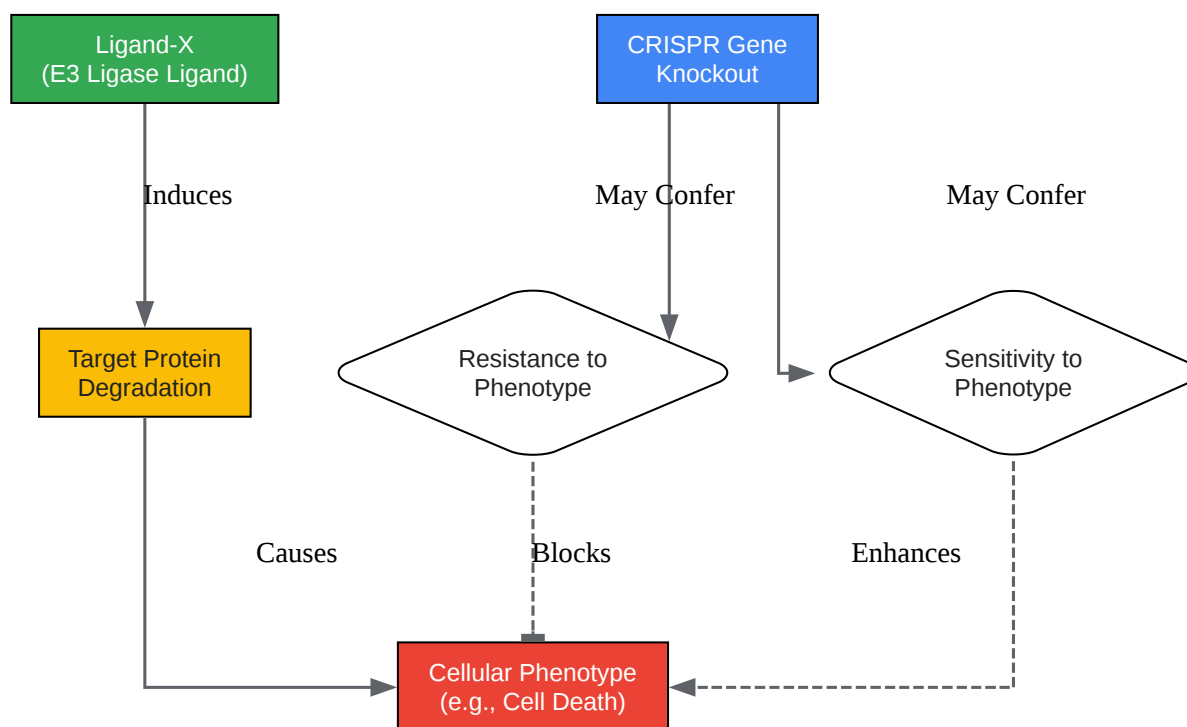 Ligand-X
(E3 Ligase Ligand)
CRISPR Gene
Knockout
Induces
May Confer
May Confer
Target Protein
Degradation
Resistance to
Phenotype
Sensitivity to
Phenotype
Causes
Blocks
Enhances
Cellular Phenotype
(e.g., Cell Death)